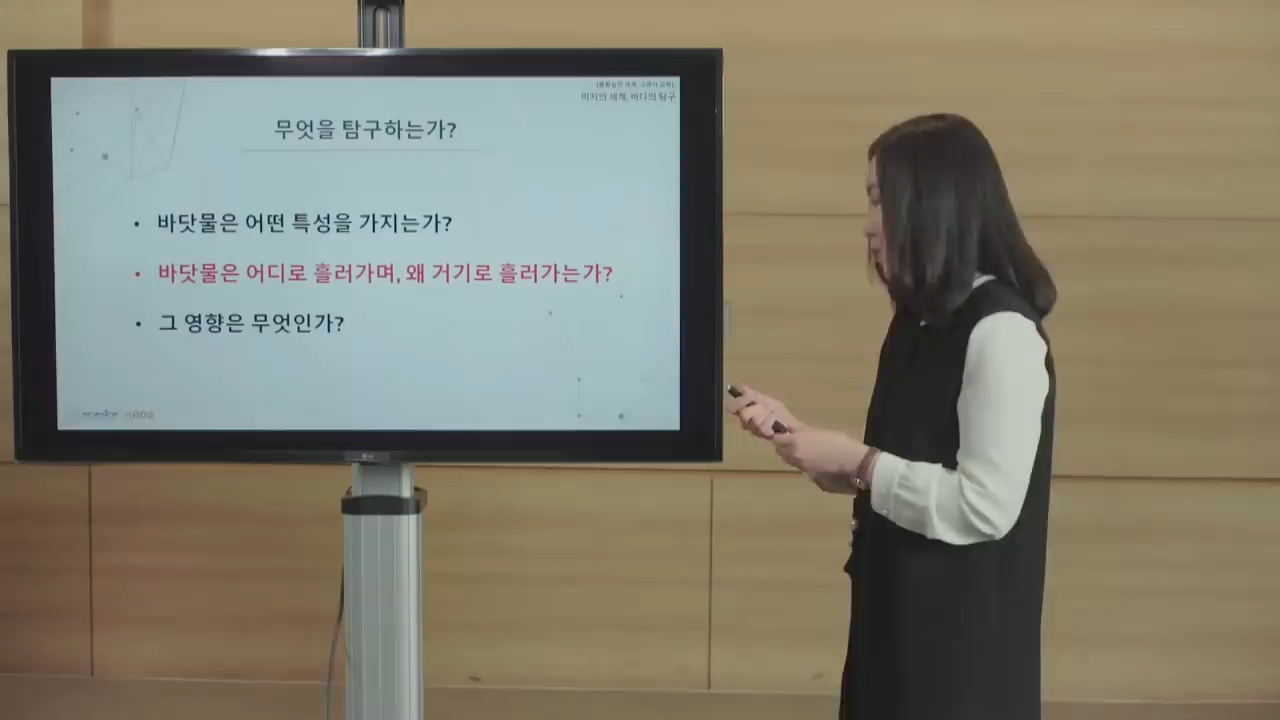 미지의 세계, 바다의 탐구
무엇을 탐구하는가?
• 바닷물은 어떤 특성을 가지는가?
• 바닷물은 어디로 흘러가며, 왜 거기로 흘러가는가?
• 그 영향은 무엇인가?
LG